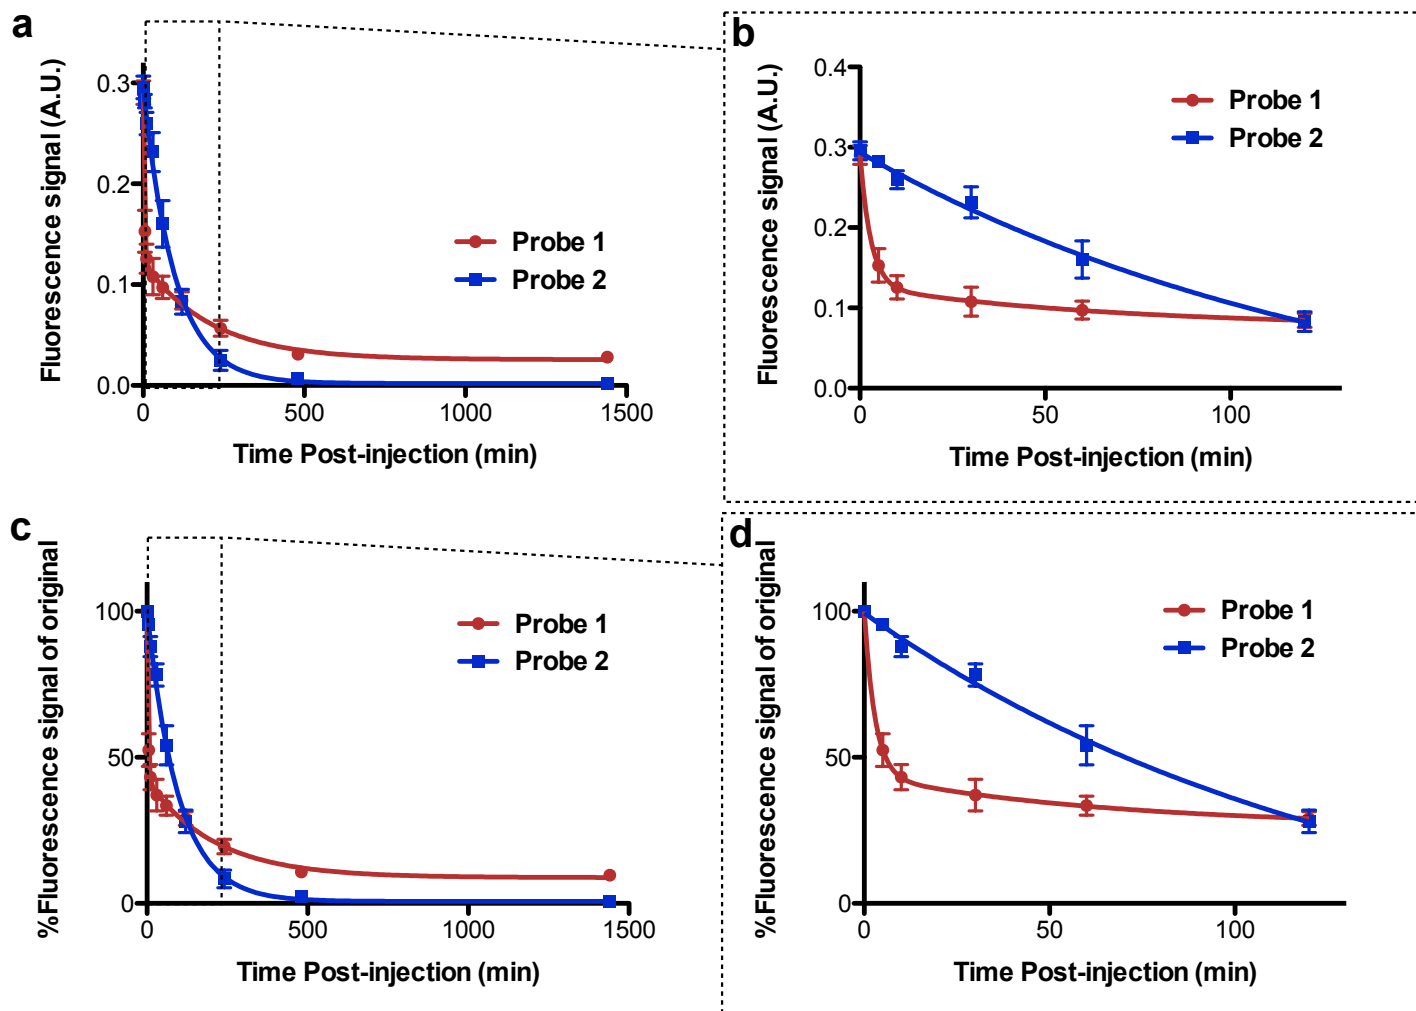 a
Fluorescence signal (A.U.)
0.3
0.2
0.1
0.0
0
500
1000
1500
Time Post-injection (min)
Probe 1
Probe 2
b
Fluorescence signal (A.U.)
0.4
0.3
0.2
0.1
0.0
0
50
100
Time Post-injection (min)
Probe 1
Probe 2
c
%Fluorescence signal of original
100
50
0
0
500
1000
1500
Time Post-injection (min)
Probe 1
Probe 2
d
%Fluorescence signal of original
100
50
0
0
50
100
Time Post-injection (min)
Probe 1
Probe 2